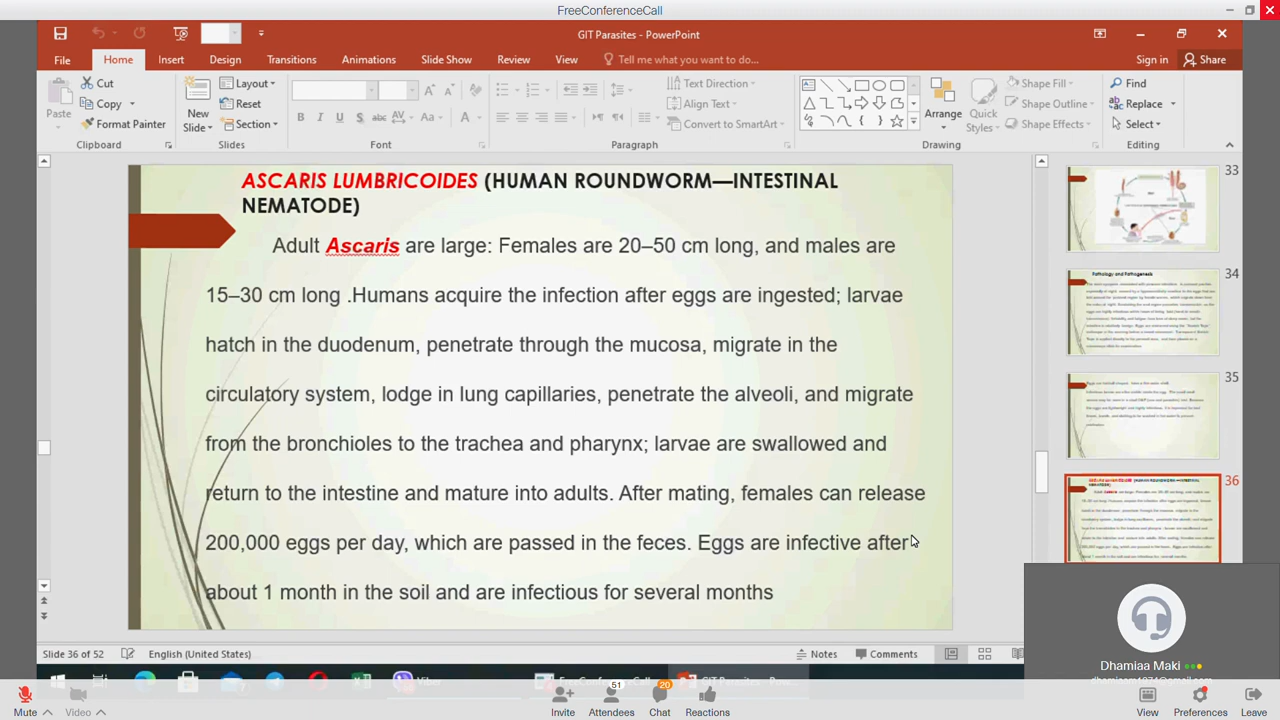 FreeConferenceCall
GIT Parasites - PowerPoint
File Home Insert Design Transitions Animations Slide Show Review View Tell me what you want to do... Sign in Share
Paste
Cut
Copy
Format Painter
Clipboard
New Slide
Layout
Reset
Section
Slides
B I U S abc AV Aa A
Font
Text Direction
Align Text
Convert to SmartArt
Paragraph
Arrange
Quick Styles
Shape Fill
Shape Outline
Shape Effects
Drawing
Find
Replace
Select
Editing
ASCARIS LUMBRICOIDES (HUMAN ROUNDWORM—INTESTINAL
NEMATODE)
Adult Ascaris are large: Females are 20–50 cm long, and males are
15–30 cm long .Humans acquire the infection after eggs are ingested; larvae
hatch in the duodenum, penetrate through the mucosa, migrate in the
circulatory system, lodge in lung capillaries, penetrate the alveoli, and migrate
from the bronchioles to the trachea and pharynx; larvae are swallowed and
return to the intestine and mature into adults. After mating, females can release
200,000 eggs per day, which are passed in the feces. Eggs are infective after
about 1 month in the soil and are infectious for several months
33
34
Pathology and Pathogenesis
35
36
Slide 36 of 52 English (United States) Notes Comments
Viber
Dhamiaa Maki
Mute Video Invite
51
Attendees
20
Chat Reactions View Preferences Leave